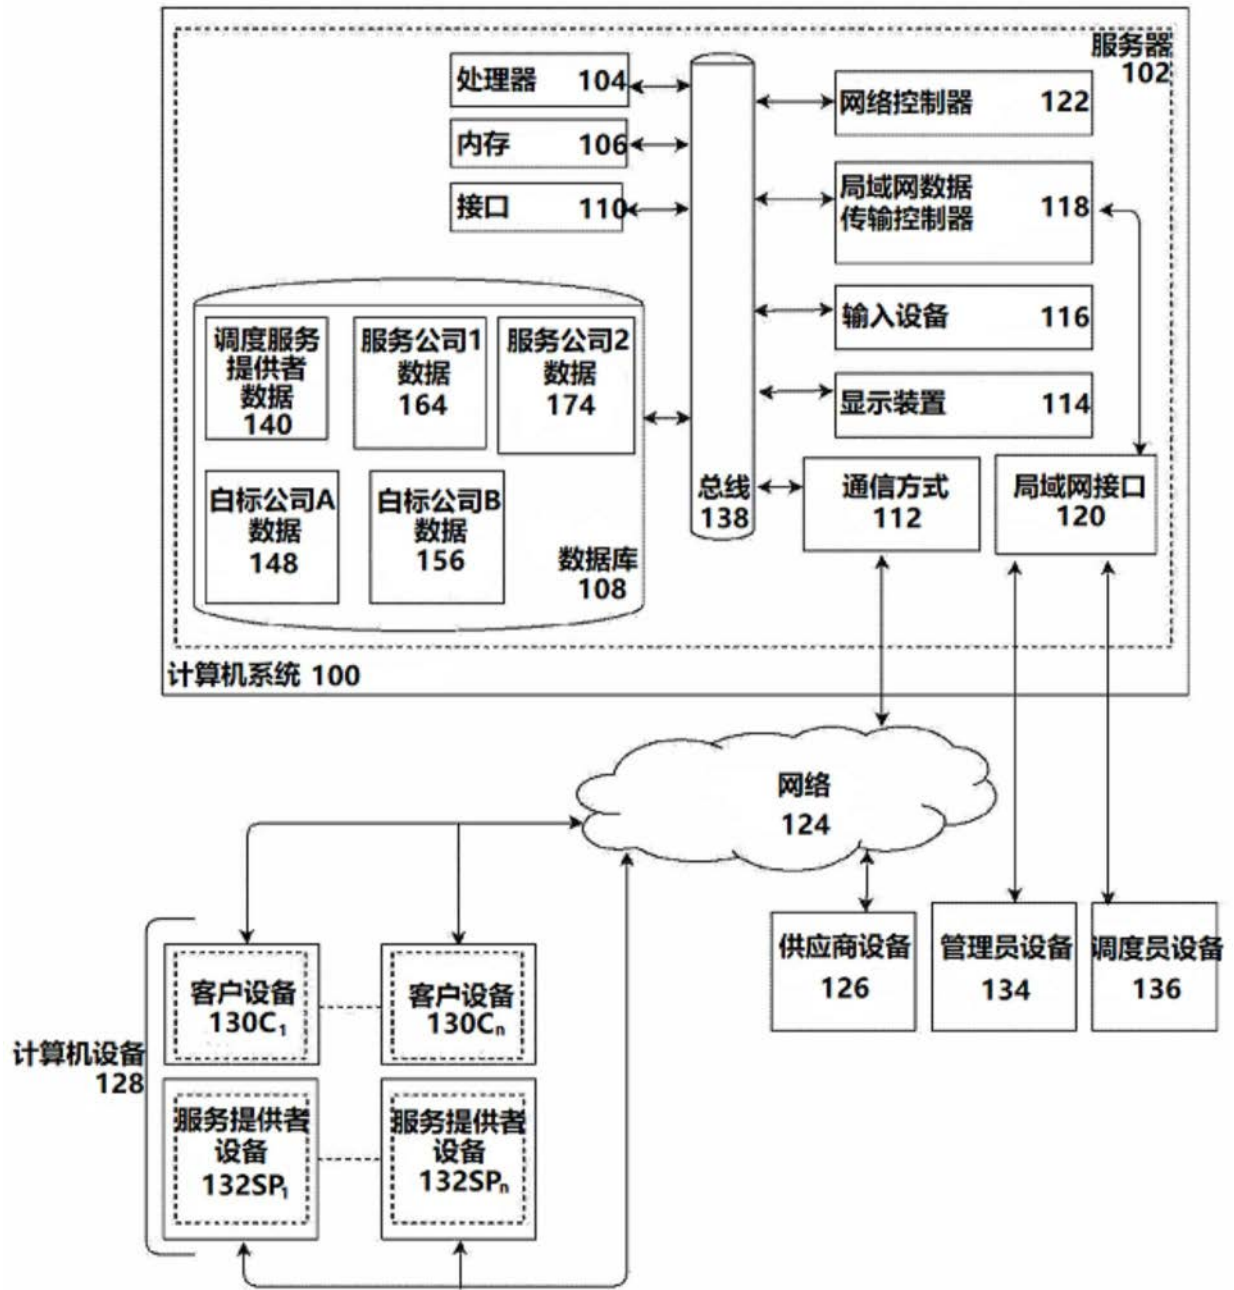 服务器
102
处理器 104
内存 106
接口 110
网络控制器 122
局域网数据
传输控制器 118
输入设备 116
显示装置 114
调度服务
提供者
数据
140
服务公司1
数据
164
服务公司2
数据
174
白标公司A
数据
148
白标公司B
数据
156
数据库
108
总线
138
通信方式
112
局域网接口
120
计算机系统 100
网络
124
供应商设备
126
管理员设备
134
调度员设备
136
计算机设备
128
客户设备
130C₁
客户设备
130Cₙ
服务提供者
设备
132SP₁
服务提供者
设备
132SPₙ